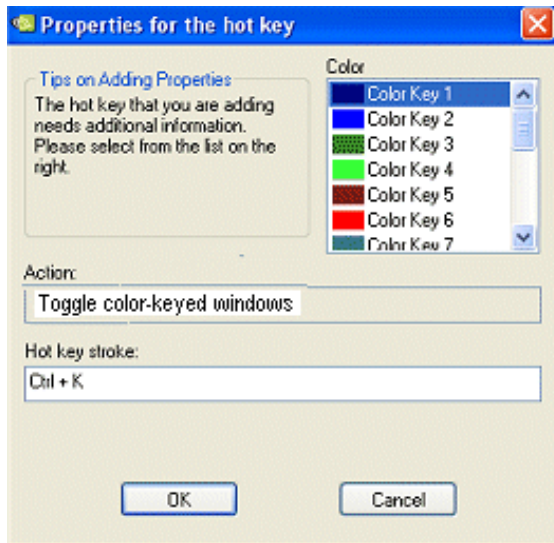 Properties for the hot key
Tips on Adding Properties
The hot key that you are adding
needs additional information.
Please select from the list on the
right.
Color
Color Key 1
Color Key 2
Color Key 3
Color Key 4
Color Key 5
Color Key 6
Color Key 7
Action:
Toggle color-keyed windows
Hot key stroke:
Ctrl + K
OK
Cancel